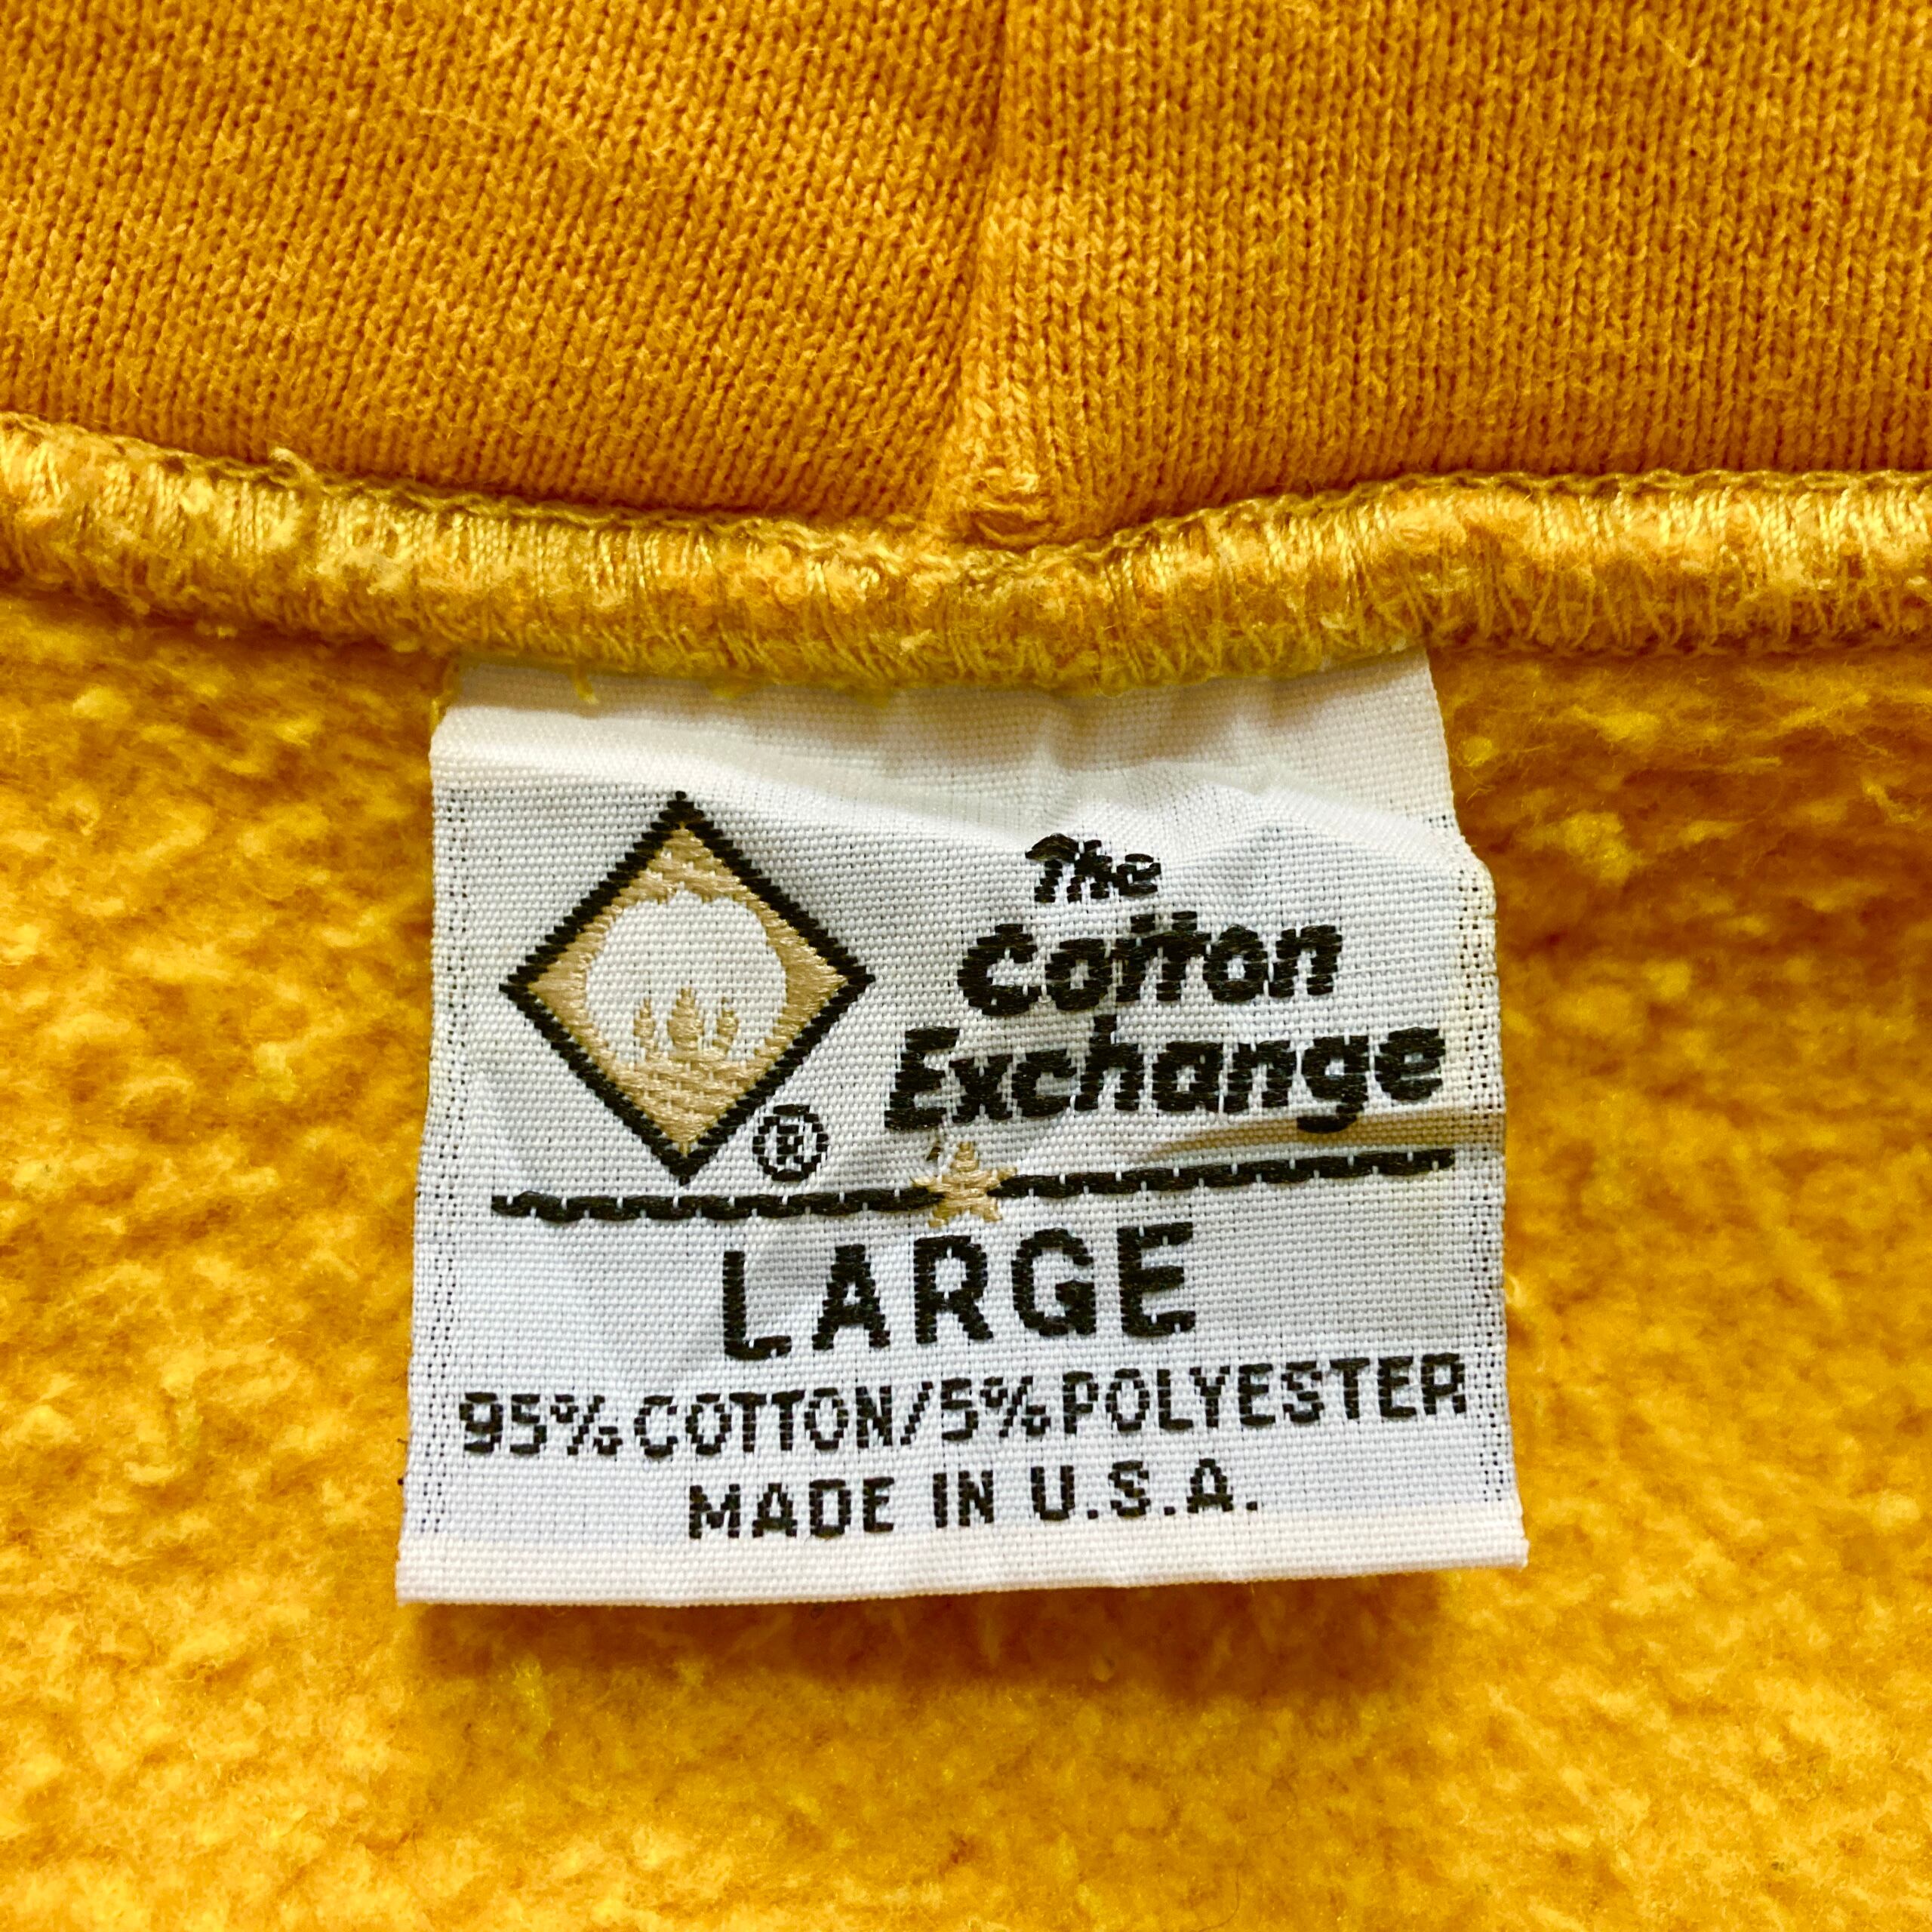 The
Cotton
Exchange
®
LARGE
95% COTTON/5% POLYESTER
MADE IN U.S.A.